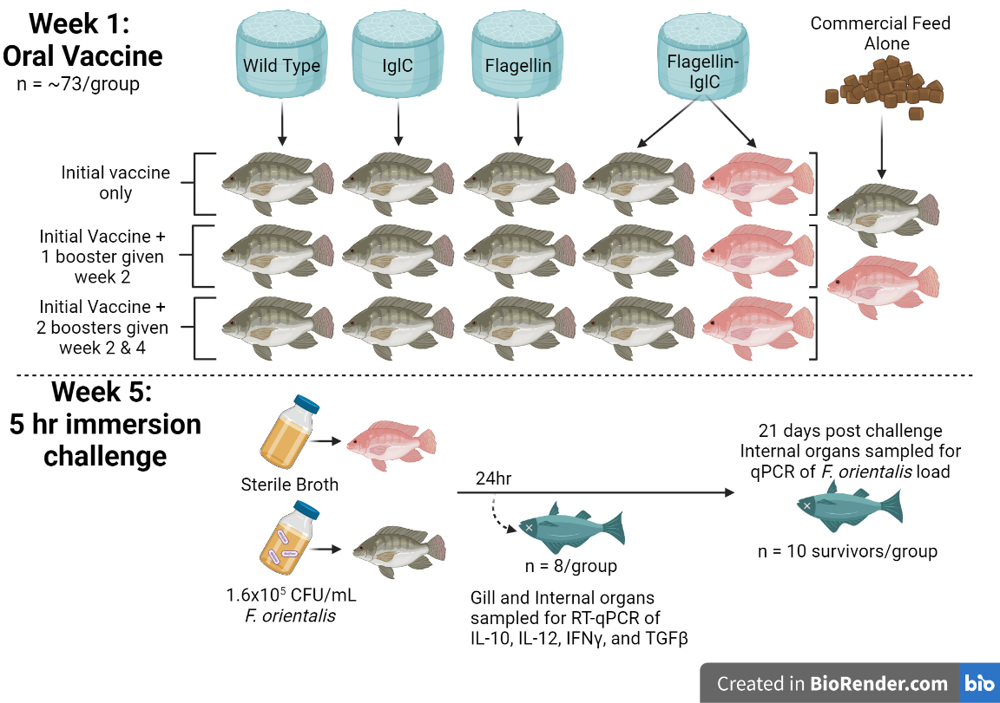 Week 1:
Oral Vaccine
n = ~73/group
Wild Type
IglC
Flagellin
Flagellin-
IglC
Commercial Feed
Alone
Initial vaccine
only
Initial Vaccine +
1 booster given
week 2
Initial Vaccine +
2 boosters given
week 2 & 4
Week 5:
5 hr immersion
challenge
Sterile Broth
1.6x10⁵ CFU/mL
F. orientalis
24hr
n = 8/group
Gill and Internal organs
sampled for RT-qPCR of
IL-10, IL-12, IFNγ, and TGFβ
21 days post challenge
Internal organs sampled for
qPCR of F. orientalis load
n = 10 survivors/group
Created in BioRender.com bio